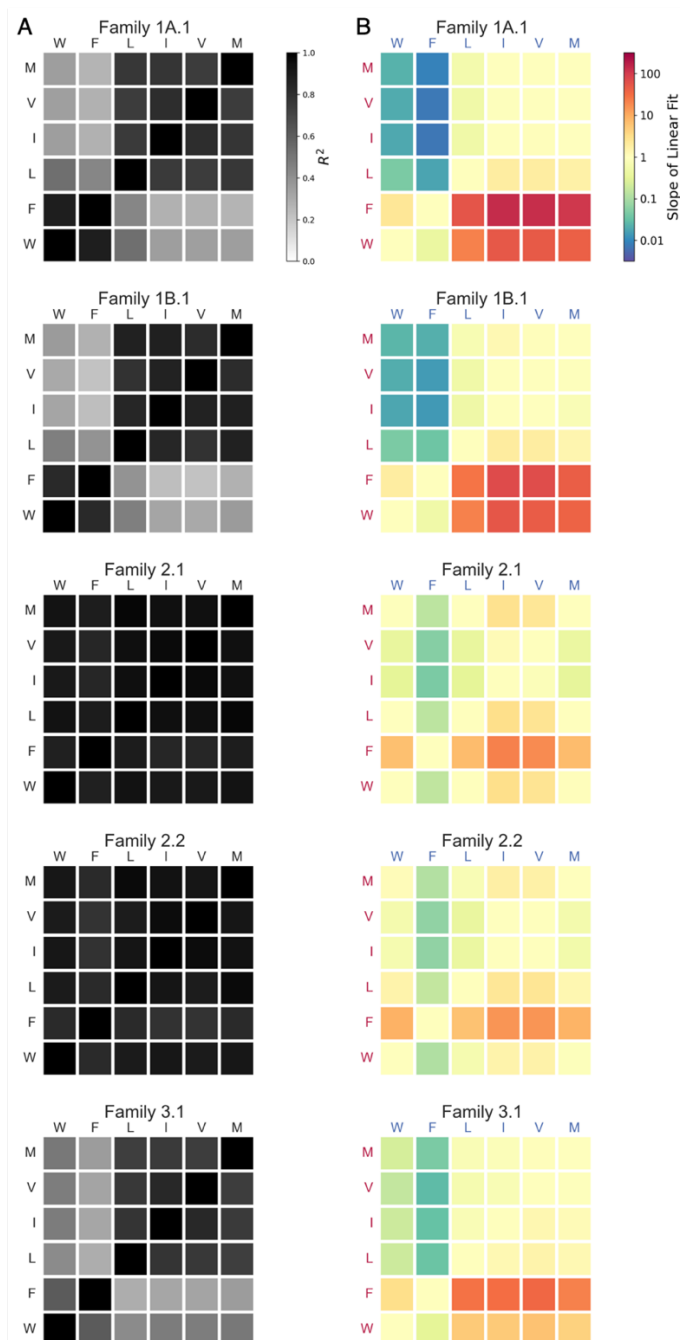 A
B
Family 1A.1
W F L I V M
M
V
I
L
F
W
1.0
0.8
0.6
0.4
0.2
0.0
R²
Family 1A.1
W F L I V M
M
V
I
L
F
W
100
10
1
0.1
0.01
Slope of Linear Fit
Family 1B.1
W F L I V M
M
V
I
L
F
W
Family 1B.1
W F L I V M
M
V
I
L
F
W
Family 2.1
W F L I V M
M
V
I
L
F
W
Family 2.1
W F L I V M
M
V
I
L
F
W
Family 2.2
W F L I V M
M
V
I
L
F
W
Family 2.2
W F L I V M
M
V
I
L
F
W
Family 3.1
W F L I V M
M
V
I
L
F
W
Family 3.1
W F L I V M
M
V
I
L
F
W